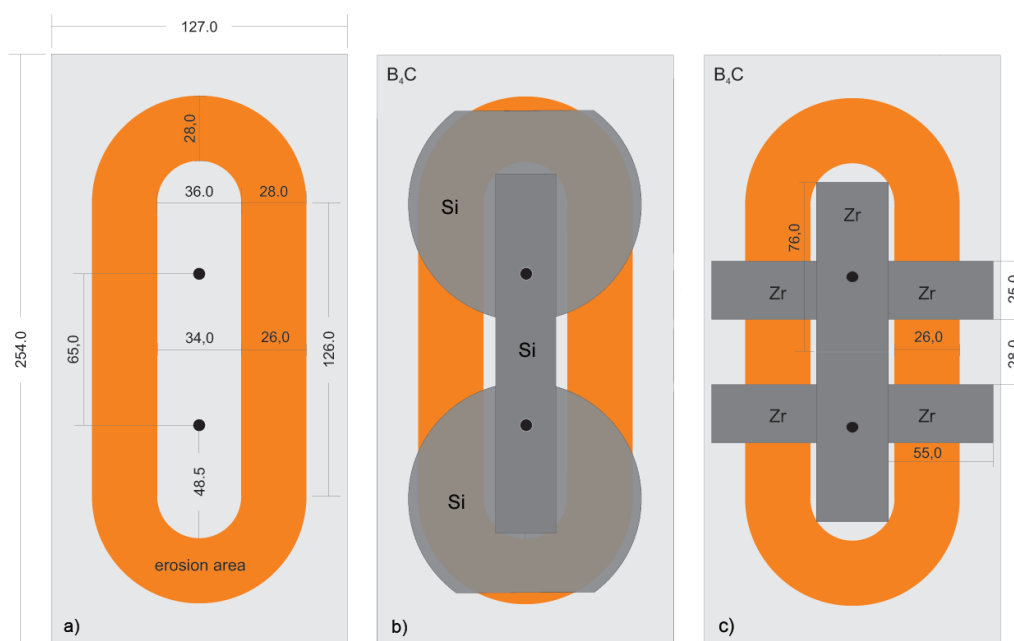 127.0
254.0
28,0
36.0
28.0
65,0
34,0
26,0
126.0
48.5
erosion area
a)
B₄C
Si
Si
Si
b)
B₄C
Zr
76,0
Zr
Zr
25,0
26,0
28,0
Zr
Zr
55,0
c)